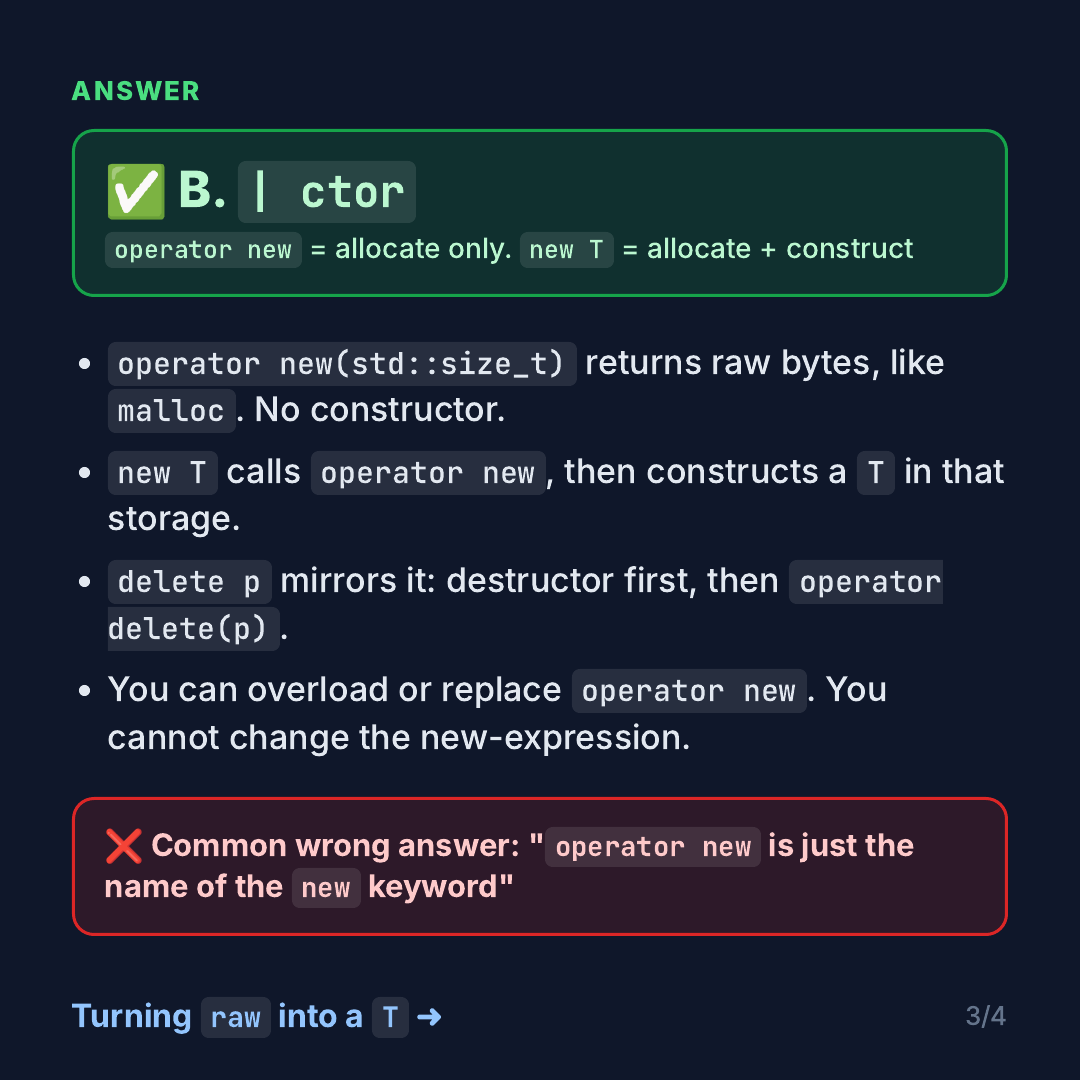 ANSWER
✅ B. | ctor
operator new = allocate only. new T = allocate + construct
• operator new(std::size_t) returns raw bytes, like
malloc. No constructor.
• new T calls operator new, then constructs a T in that
storage.
• delete p mirrors it: destructor first, then operator
delete(p).
• You can overload or replace operator new. You
cannot change the new-expression.
❌ Common wrong answer: "operator new is just the
name of the new keyword"
Turning raw into a T ➜
3/4